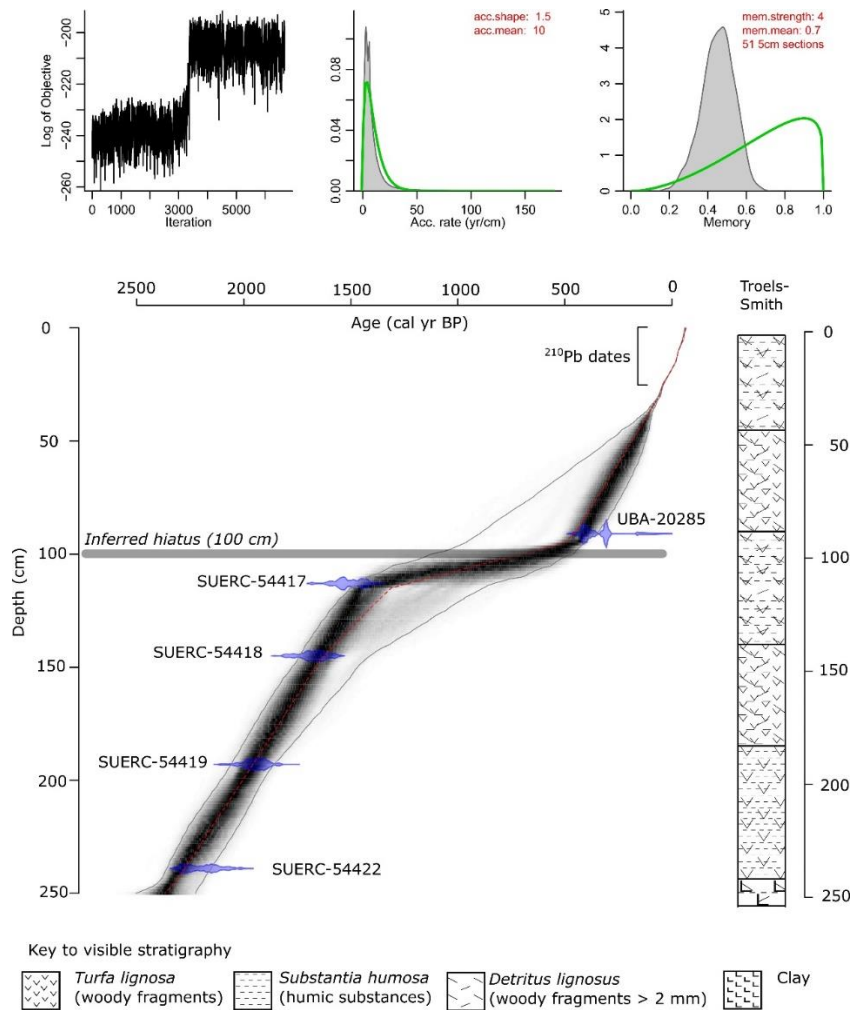 acc.shape: 1.5
acc.mean: 10
mem.strength: 4
mem.mean: 0.7
51 5cm sections
Log of Objective
−200
−220
−240
−260
0 1000 3000 5000
Iteration
0.08
0.04
0.00
0 50 100 150
Acc. rate (yr/cm)
5
4
3
2
1
0
0.0 0.2 0.4 0.6 0.8 1.0
Memory
2500 2000 1500 1000 500 0
Age (cal yr BP)
Troels-
Smith
0
50
100
150
200
250
Depth (cm)
210Pb dates
UBA-20285
Inferred hiatus (100 cm)
SUERC-54417
SUERC-54418
SUERC-54419
SUERC-54422
0
50
100
150
200
250
Key to visible stratigraphy
Turfa lignosa
(woody fragments)
Substantia humosa
(humic substances)
Detritus lignosus
(woody fragments > 2 mm)
Clay